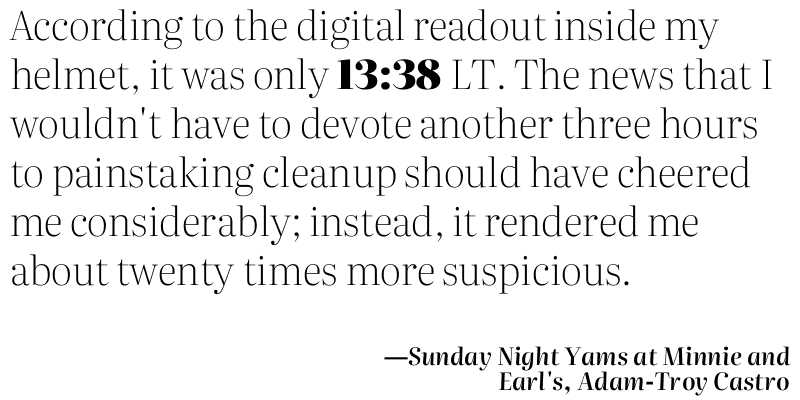 According to the digital readout inside my
helmet, it was only 13:38 LT. The news that I
wouldn't have to devote another three hours
to painstaking cleanup should have cheered
me considerably; instead, it rendered me
about twenty times more suspicious.
—Sunday Night Yams at Minnie and
Earl's, Adam-Troy Castro